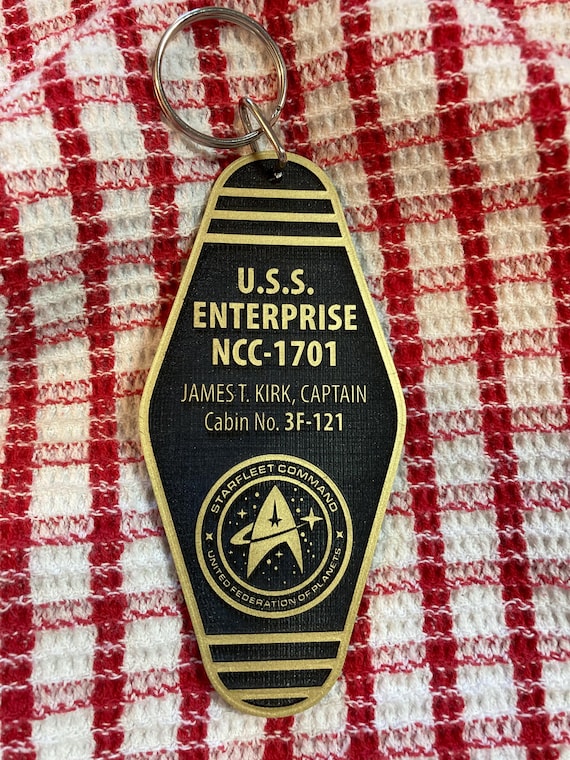 U.S.S.
ENTERPRISE
NCC-1701
JAMES T. KIRK, CAPTAIN
Cabin No. 3F-121
STARFLEET COMMAND
UNITED FEDERATION OF PLANETS